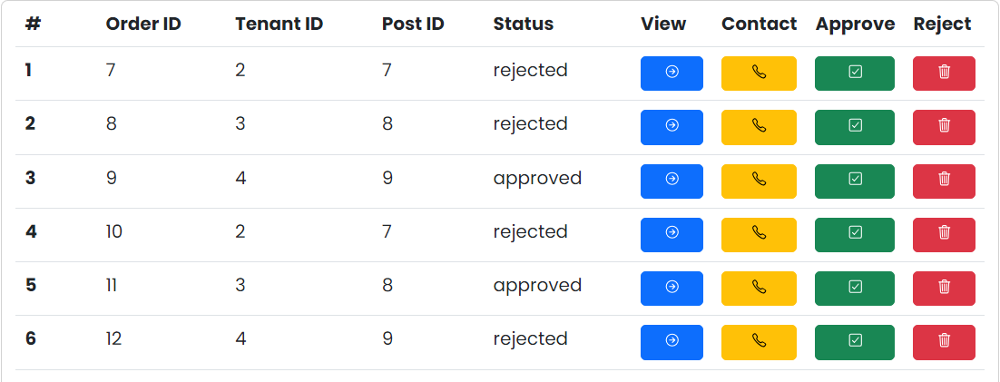 # Order ID Tenant ID Post ID Status View Contact Approve Reject
1 7 2 7 rejected
2 8 3 8 rejected
3 9 4 9 approved
4 10 2 7 rejected
5 11 3 8 approved
6 12 4 9 rejected